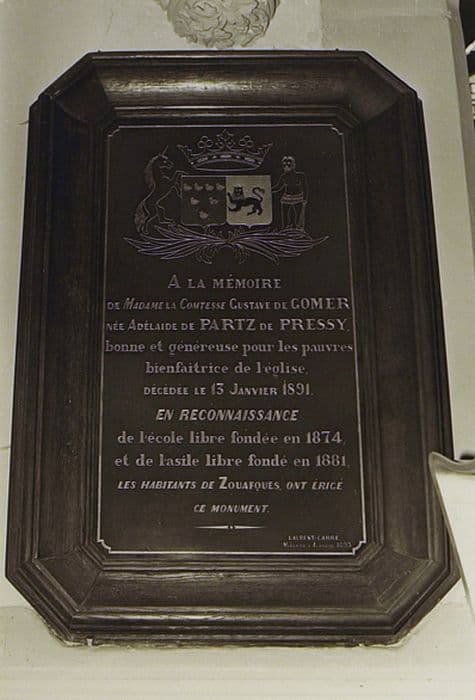 A LA MÉMOIRE
DE MADAME LA COMTESSE GUSTAVE DE GOMER
NÉE ADÉLAIDE DE PARTZ DE PRESSY,
bonne et généreuse pour les pauvres
bienfaitrice de l'église,
DÉCÉDÉE LE 13 JANVIER 1891.
EN RECONNAISSANCE
de l'école libre fondée en 1874,
et de l'asile libre fondé en 1881,
LES HABITANTS DE ZOUAFQUES, ONT ÉRIGÉ
CE MONUMENT.
LAURENT-CARRE